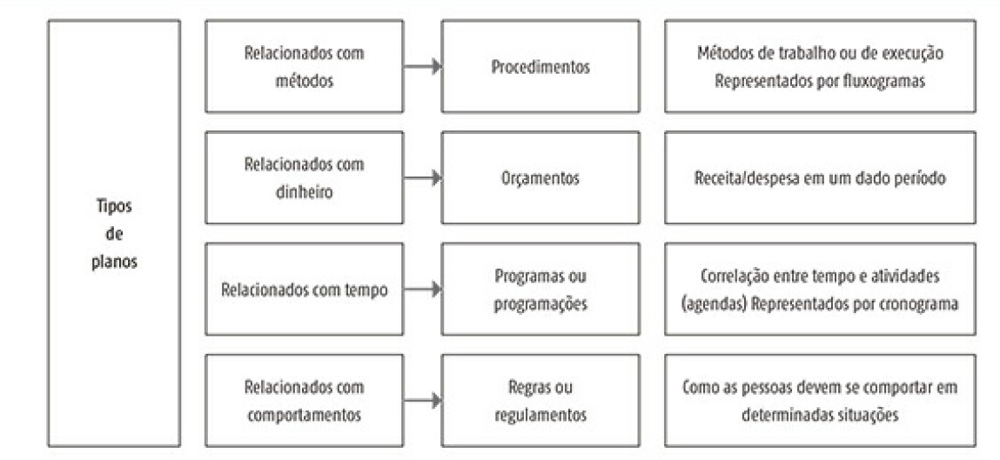 Tipos
de
planos
Relacionados com
métodos
Procedimentos
Métodos de trabalho ou de execução
Representados por fluxogramas
Relacionados com
dinheiro
Orçamentos
Receita/despesa em um dado período
Relacionados com tempo
Programas ou
programações
Correlação entre tempo e atividades
(agendas) Representados por cronograma
Relacionados com
comportamentos
Regras ou
regulamentos
Como as pessoas devem se comportar em
determinadas situações